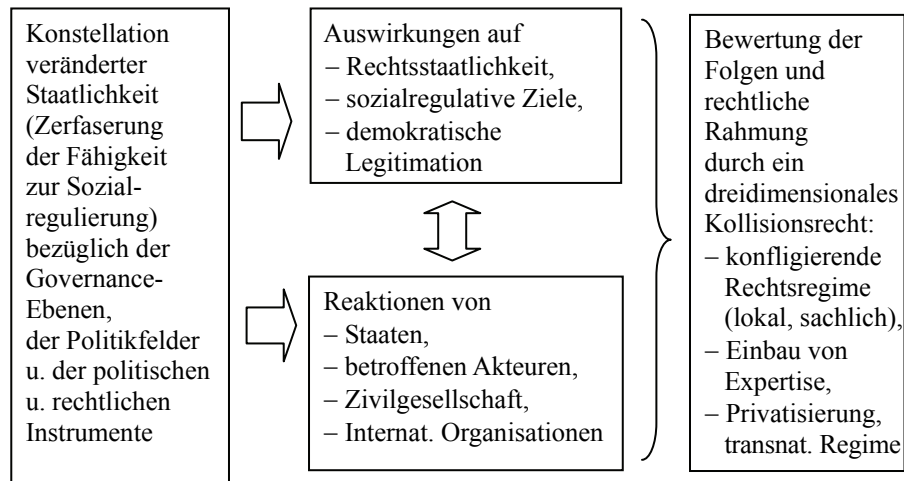 Konstellation
veränderter
Staatlichkeit
(Zerfaserung
der Fähigkeit
zur Sozial-
regulierung)
bezüglich der
Governance-
Ebenen,
der Politikfelder
u. der politischen
u. rechtlichen
Instrumente
Auswirkungen auf
– Rechtsstaatlichkeit,
– sozialregulative Ziele,
– demokratische
Legitimation
Reaktionen von
– Staaten,
– betroffenen Akteuren,
– Zivilgesellschaft,
– Internat. Organisationen
Bewertung der
Folgen und
rechtliche
Rahmung
durch ein
dreidimensionales
Kollisionsrecht:
– konfligierende
Rechtsregime
(lokal, sachlich),
– Einbau von
Expertise,
– Privatisierung,
transnat. Regime